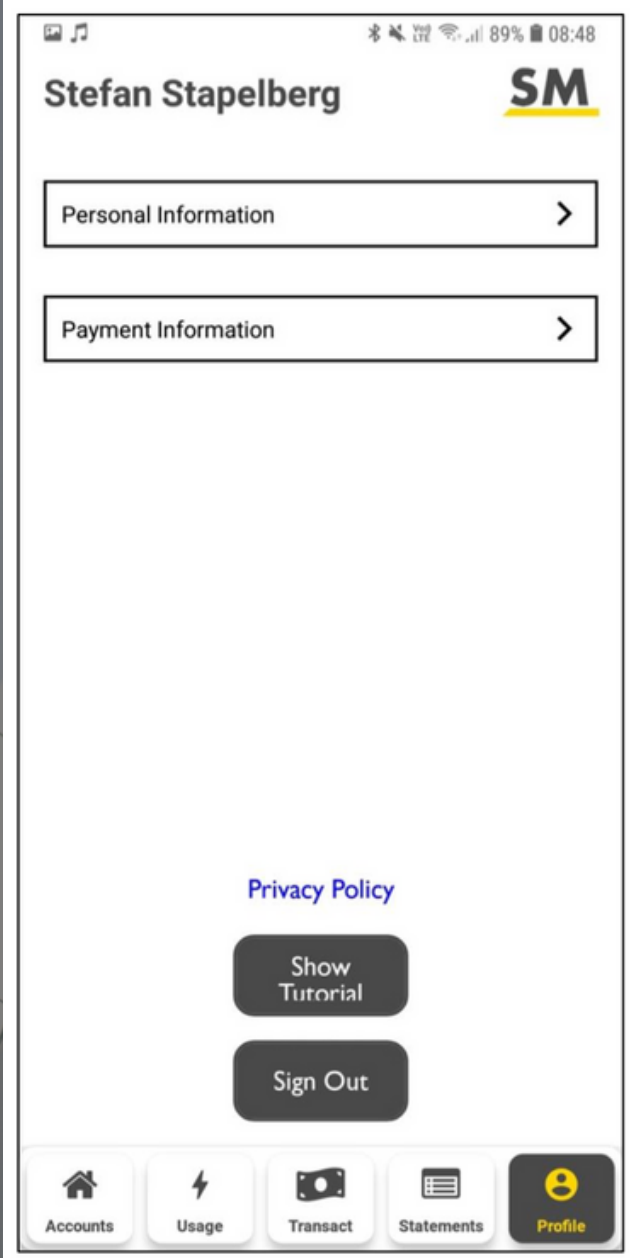 89% 08:48
Stefan Stapelberg
SM
Personal Information
Payment Information
Privacy Policy
Show
Tutorial
Sign Out
Accounts
Usage
Transact
Statements
Profile